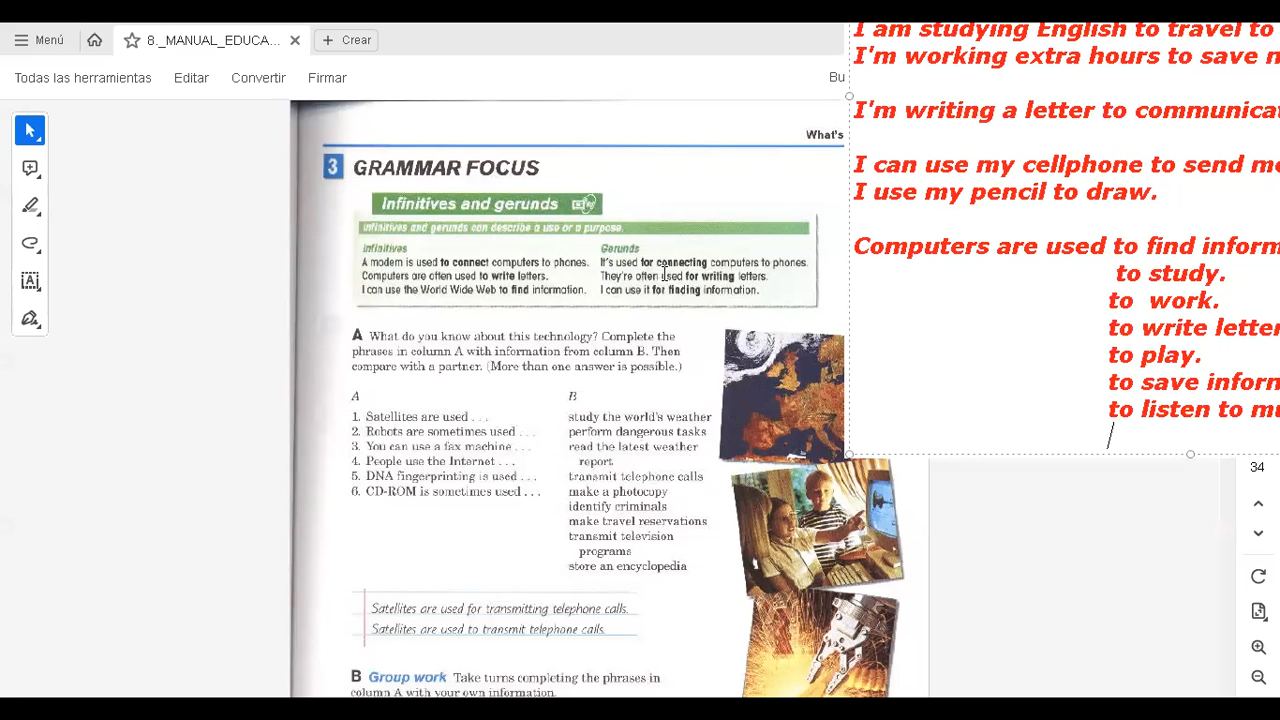 Menú
8._MANUAL_EDUCA...
Crear
Todas las herramientas
Editar
Convertir
Firmar
Bu
What's
3 GRAMMAR FOCUS
Infinitives and gerunds
Infinitives and gerunds can describe a use or a purpose.
Infinitives
A modem is used to connect computers to phones.
Computers are often used to write letters.
I can use the World Wide Web to find information.
Gerunds
It's used for connecting computers to phones.
They're often used for writing letters.
I can use it for finding information.
A What do you know about this technology? Complete the
phrases in column A with information from column B. Then
compare with a partner. (More than one answer is possible.)
A
1. Satellites are used . . .
2. Robots are sometimes used . . .
3. You can use a fax machine . . .
4. People use the Internet . . .
5. DNA fingerprinting is used . . .
6. CD-ROM is sometimes used . . .
B
study the world's weather
perform dangerous tasks
read the latest weather
report
transmit telephone calls
make a photocopy
identify criminals
make travel reservations
transmit television
programs
store an encyclopedia
Satellites are used for transmitting telephone calls.
Satellites are used to transmit telephone calls.
B Group work Take turns completing the phrases in
column A with your own information.
I am studying English to travel to
I'm working extra hours to save
I'm writing a letter to communica
I can use my cellphone to send
I use my pencil to draw.
Computers are used to find inform
to study.
to work.
to write letter
to play.
to save inform
to listen to
34